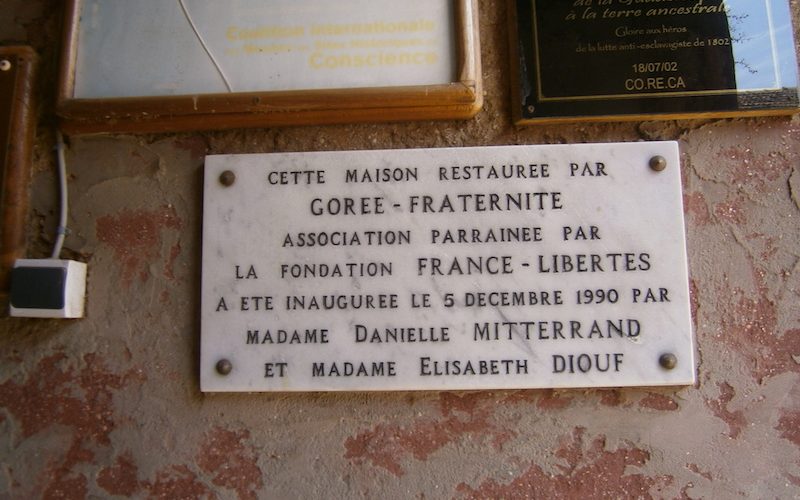 Coalition Internationale
Conscience
à la terre ancestrale
Gloire aux héros
de la lutte anti-esclavagiste de 1802
18/07/02
CO.RE.CA
CETTE MAISON RESTAUREE PAR
GOREE - FRATERNITE
ASSOCIATION PARRAINEE PAR
LA FONDATION FRANCE - LIBERTES
A ETE INAUGUREE LE 5 DECEMBRE 1990 PAR
MADAME DANIELLE MITTERRAND
ET MADAME ELISABETH DIOUF